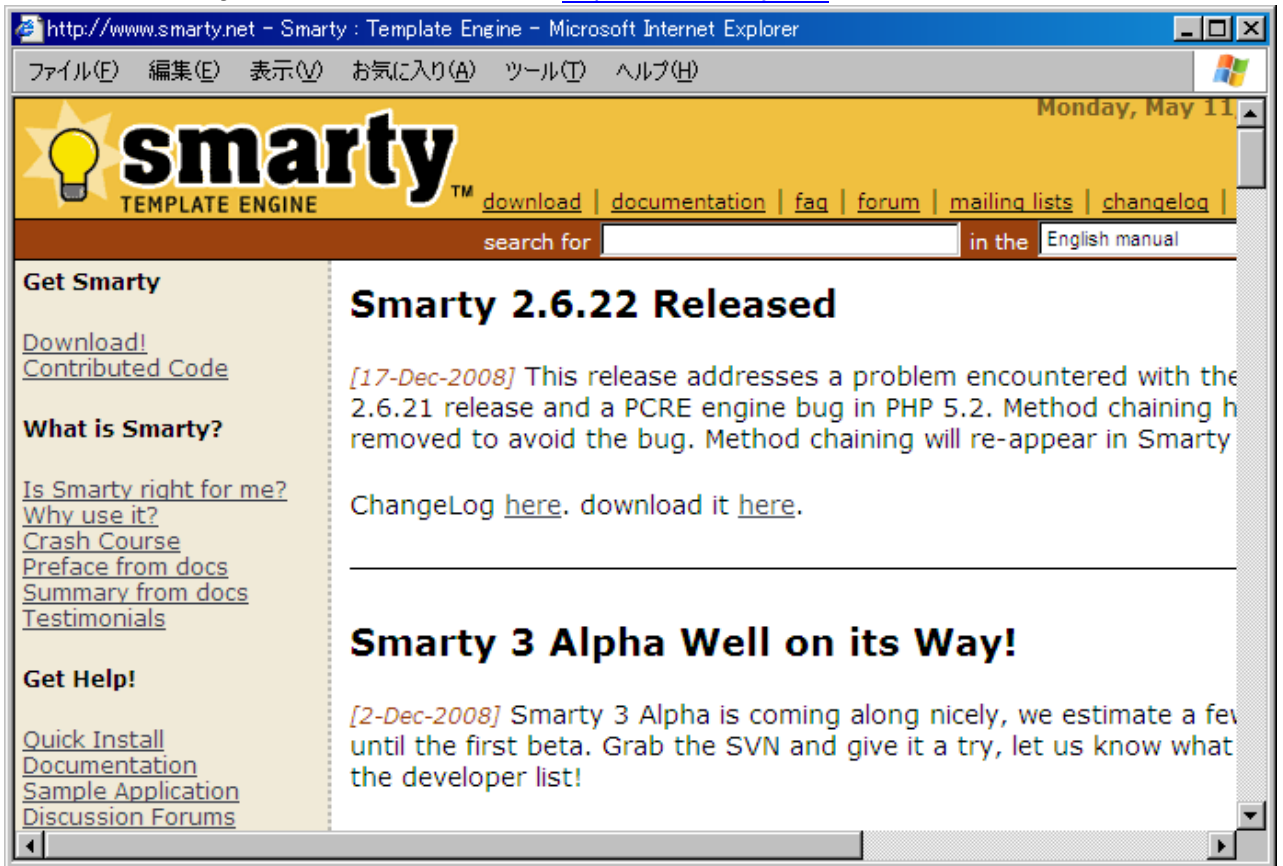 http://www.smarty.net - Smarty : Template Engine - Microsoft Internet Explorer
ファイル(F) 編集(E) 表示(V) お気に入り(A) ツール(T) ヘルプ(H)
Monday, May 11,
smarty TM
TEMPLATE ENGINE
download | documentation | faq | forum | mailing lists | changelog |
search for in the English manual
Get Smarty
Download!
Contributed Code
What is Smarty?
Is Smarty right for me?
Why use it?
Crash Course
Preface from docs
Summary from docs
Testimonials
Get Help!
Quick Install
Documentation
Sample Application
Discussion Forums
Smarty 2.6.22 Released
[17-Dec-2008] This release addresses a problem encountered with the
2.6.21 release and a PCRE engine bug in PHP 5.2. Method chaining h
removed to avoid the bug. Method chaining will re-appear in Smarty
ChangeLog here. download it here.
Smarty 3 Alpha Well on its Way!
[2-Dec-2008] Smarty 3 Alpha is coming along nicely, we estimate a few
until the first beta. Grab the SVN and give it a try, let us know what
the developer list!